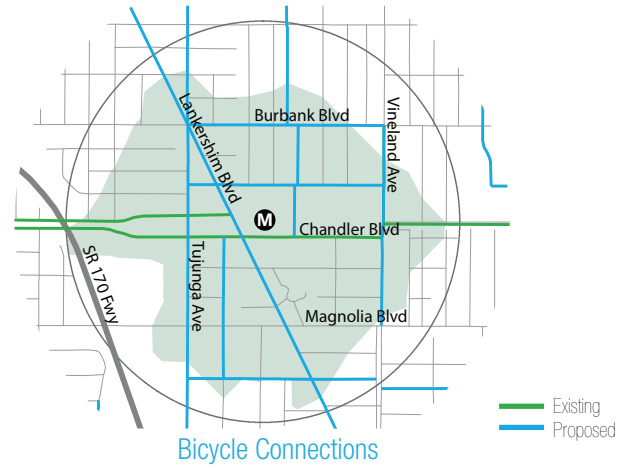 Lankershim Blvd
Burbank Blvd
Vineland Ave
M
Chandler Blvd
SR 170 Fwy
Tujunga Ave
Magnolia Blvd
Existing
Proposed
Bicycle Connections